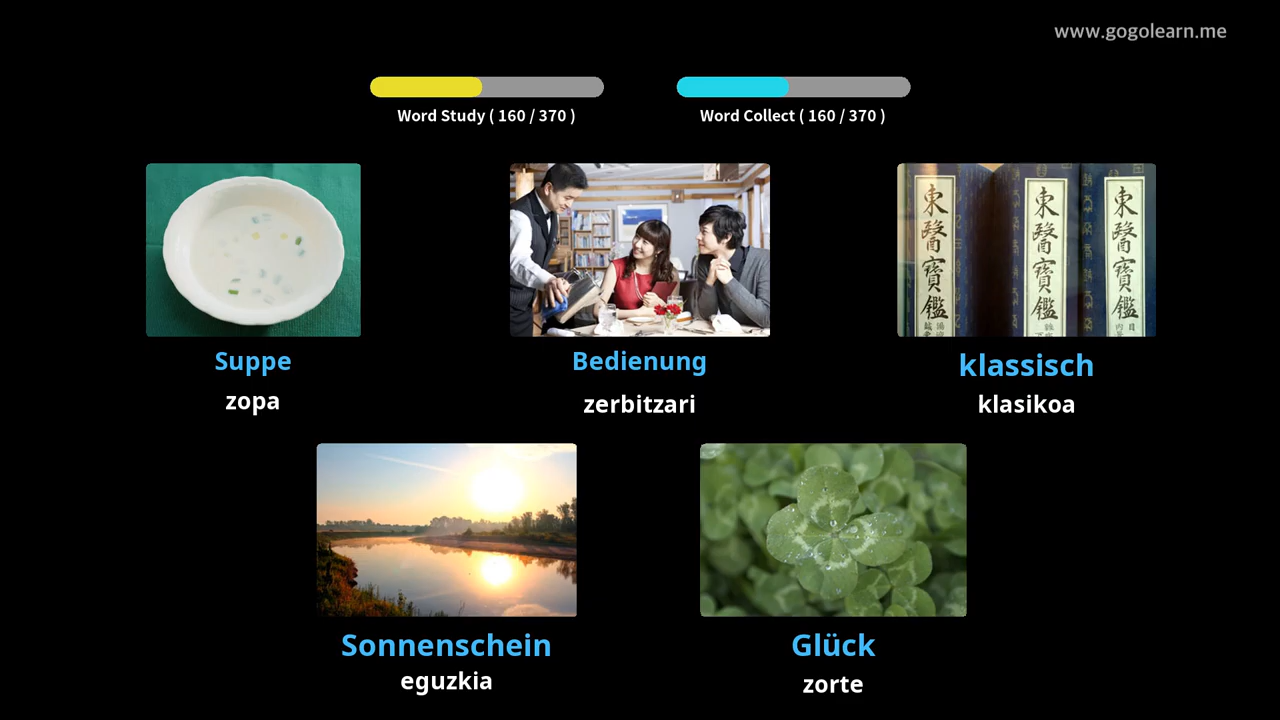 www.gogolearn.me
Word Study ( 160 / 370 )
Word Collect ( 160 / 370 )
東醫寶鑑
東醫寶鑑
東醫寶鑑
Suppe
Bedienung
klassisch
zopa
zerbitzari
klasikoa
Sonnenschein
Glück
eguzkia
zorte